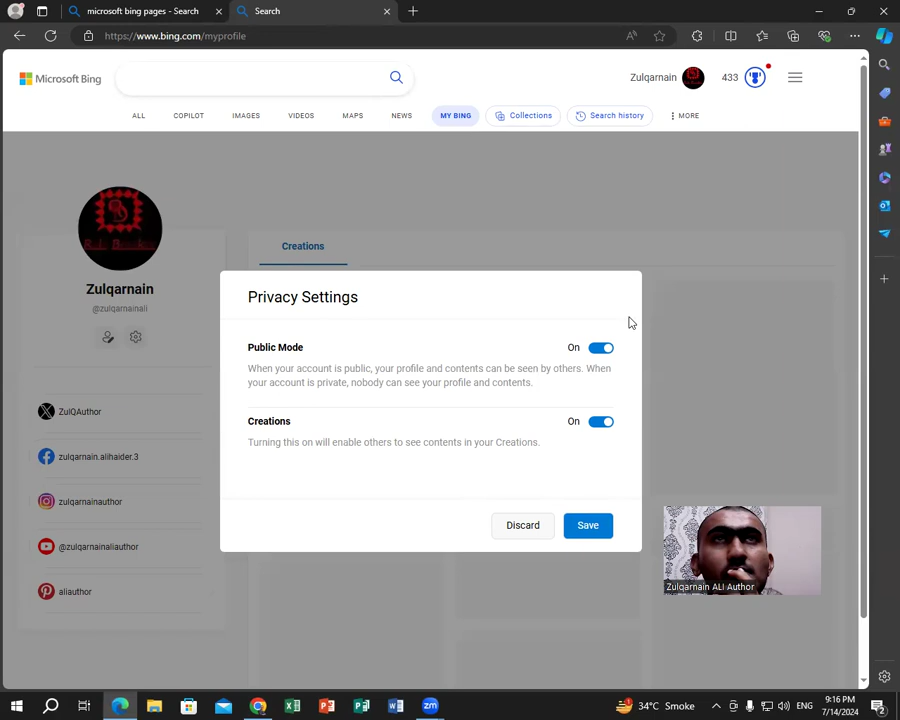 microsoft bing pages - Search
Search
https://www.bing.com/myprofile
Microsoft Bing
Zulqarnain
433
ALL
COPILOT
IMAGES
VIDEOS
MAPS
NEWS
MY BING
Collections
Search history
MORE
Creations
Zulqarnain
@zulqarnainali
ZulQAuthor
zulqarnain.alihaider.3
zulqarnainauthor
@zulqarnainaliauthor
aliauthor
Privacy Settings
Public Mode
On
When your account is public, your profile and contents can be seen by others. When
your account is private, nobody can see your profile and contents.
Creations
On
Turning this on will enable others to see contents in your Creations.
Discard
Save
Zulqarnain ALI Author
34°C Smoke
ENG
9:16 PM
7/14/2024
2